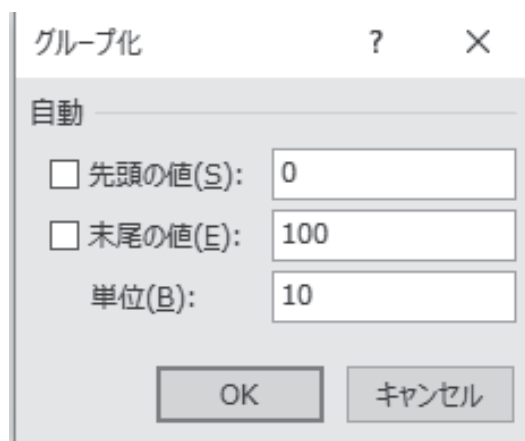 グループ化 ? ×
自動
先頭の値(S): 0
末尾の値(E): 100
単位(B): 10
OK キャンセル